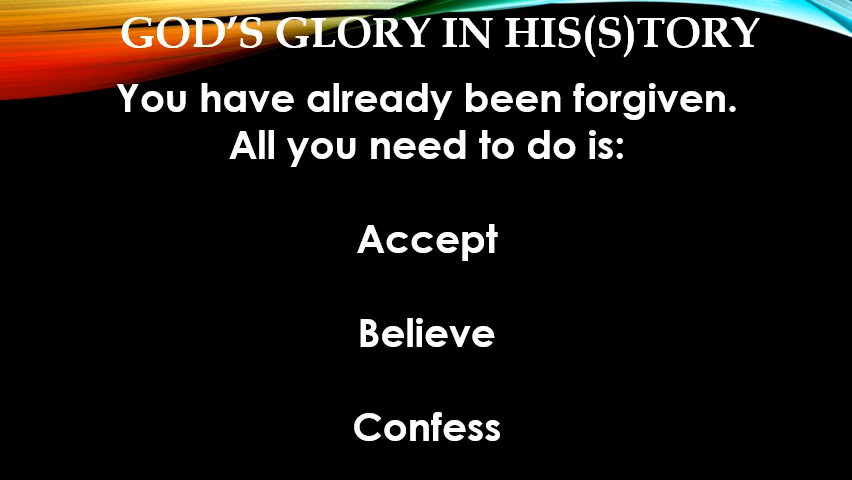 GOD’S GLORY IN HIS(S)TORY
You have already been forgiven.
All you need to do is:
Accept
Believe
Confess